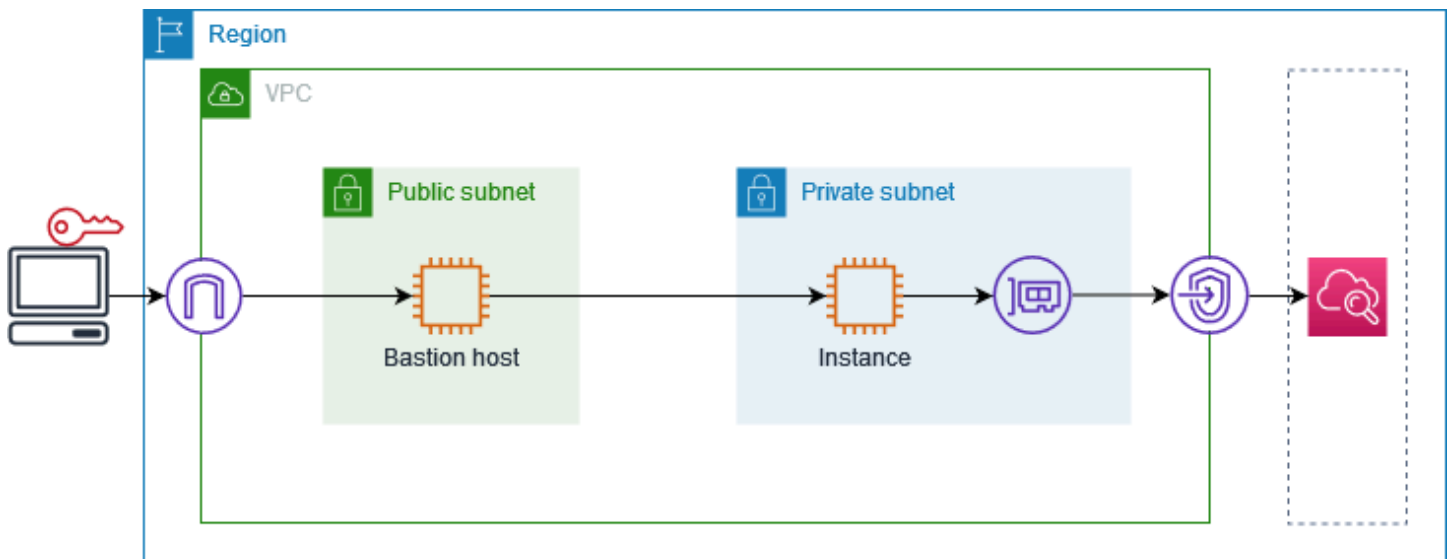 Region
VPC
Public subnet
Private subnet
Bastion host
Instance